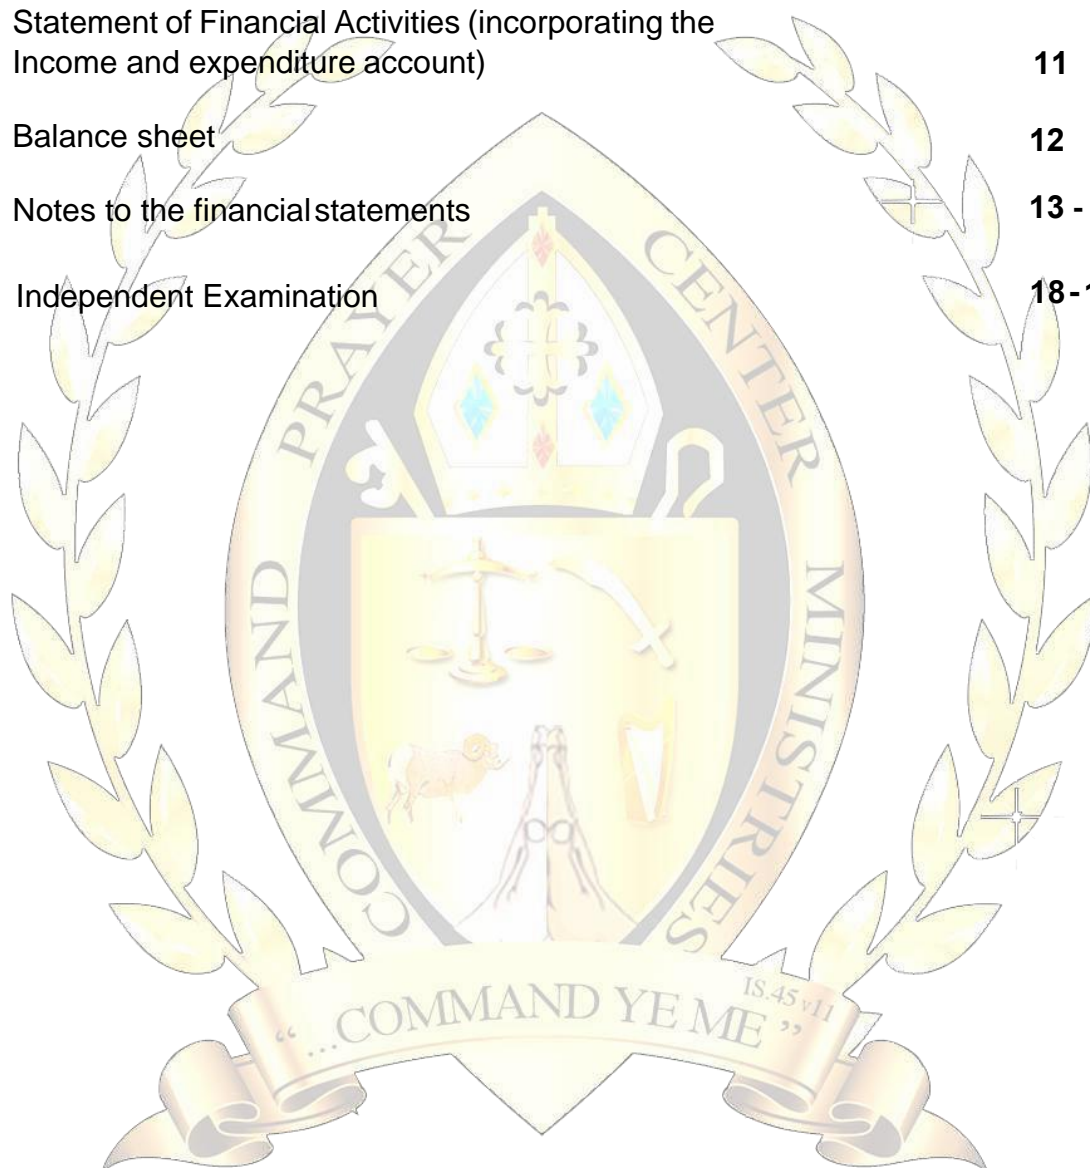 Statement of Financial Activities (incorporating the
Income and expenditure account) 11
Balance sheet 12
Notes to the financial statements 13 -
Independent Examination 18-1
COMMAND PRAYER CENTER MINISTRIES
“ ...COMMAND YE ME ”
IS.45 v11